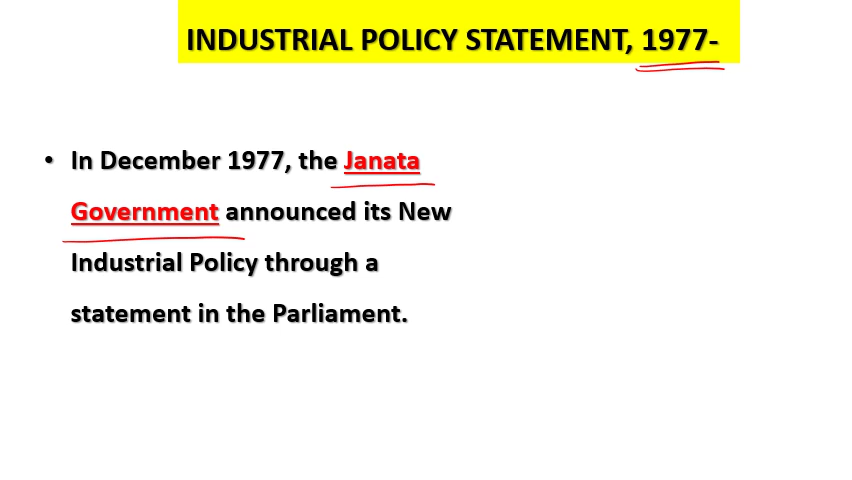 INDUSTRIAL POLICY STATEMENT, 1977-
• In December 1977, the Janata
Government announced its New
Industrial Policy through a
statement in the Parliament.